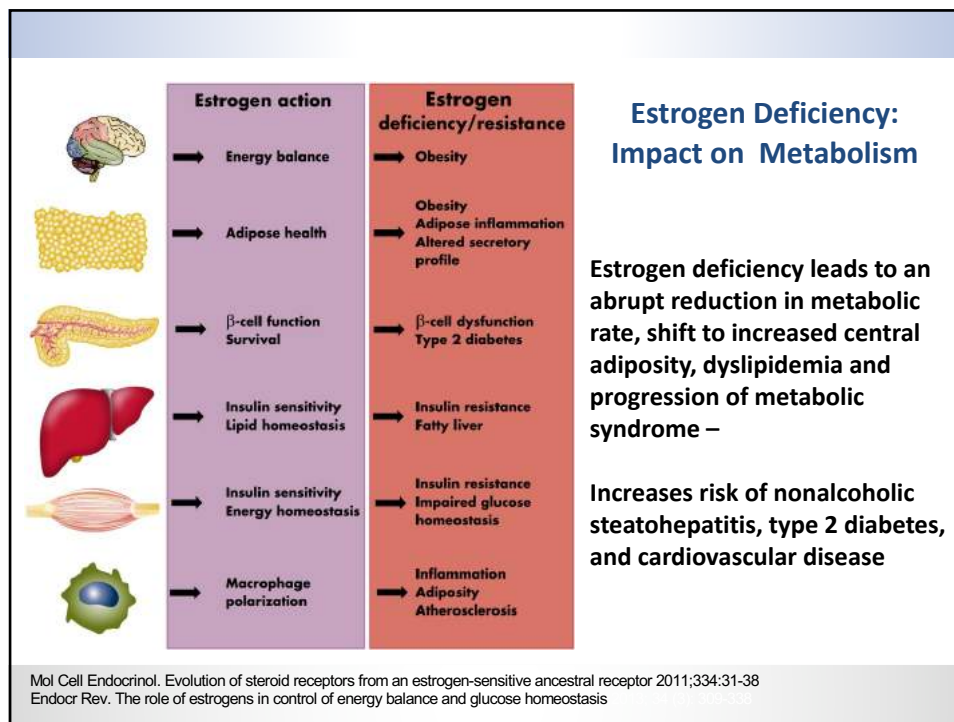 Estrogen action
Estrogen
deficiency/resistance
Energy balance
Obesity
Adipose health
Obesity
Adipose inflammation
Altered secretory
profile
β-cell function
Survival
β-cell dysfunction
Type 2 diabetes
Insulin sensitivity
Lipid homeostasis
Insulin resistance
Fatty liver
Insulin sensitivity
Energy homeostasis
Insulin resistance
Impaired glucose
homeostasis
Macrophage
polarization
Inflammation
Adiposity
Atherosclerosis
Estrogen Deficiency:
Impact on Metabolism
Estrogen deficiency leads to an
abrupt reduction in metabolic
rate, shift to increased central
adiposity, dyslipidemia and
progression of metabolic
syndrome –
Increases risk of nonalcoholic
steatohepatitis, type 2 diabetes,
and cardiovascular disease
Mol Cell Endocrinol. Evolution of steroid receptors from an estrogen-sensitive ancestral receptor 2011;334:31-38
Endocr Rev. The role of estrogens in control of energy balance and glucose homeostasis 309-338